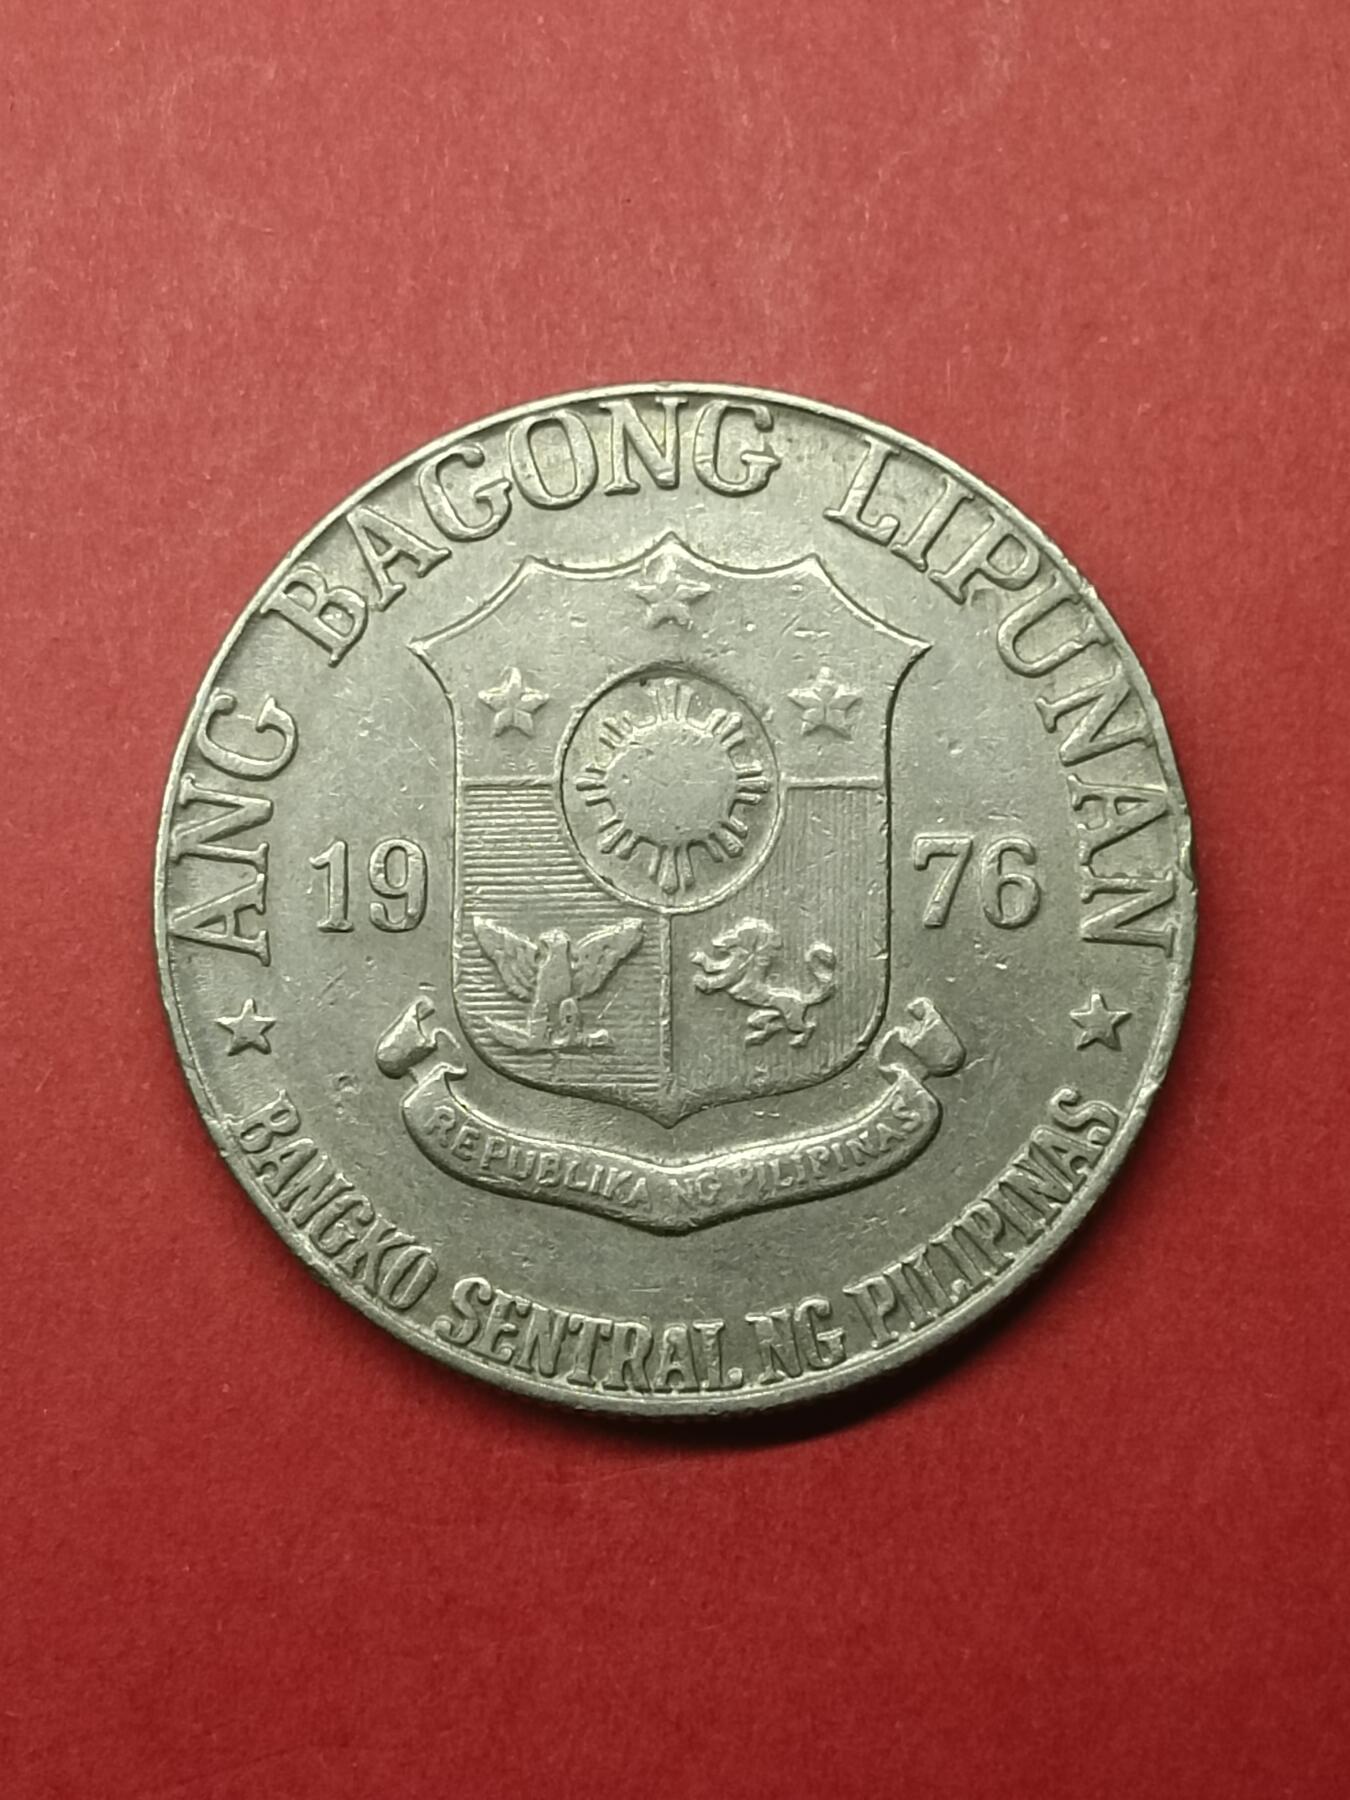 ANG BAGONG LIPUNAN
19 76
REPUBLIKA NG PILIPINAS
BANGKO SENTRAL NG PILIPINAS